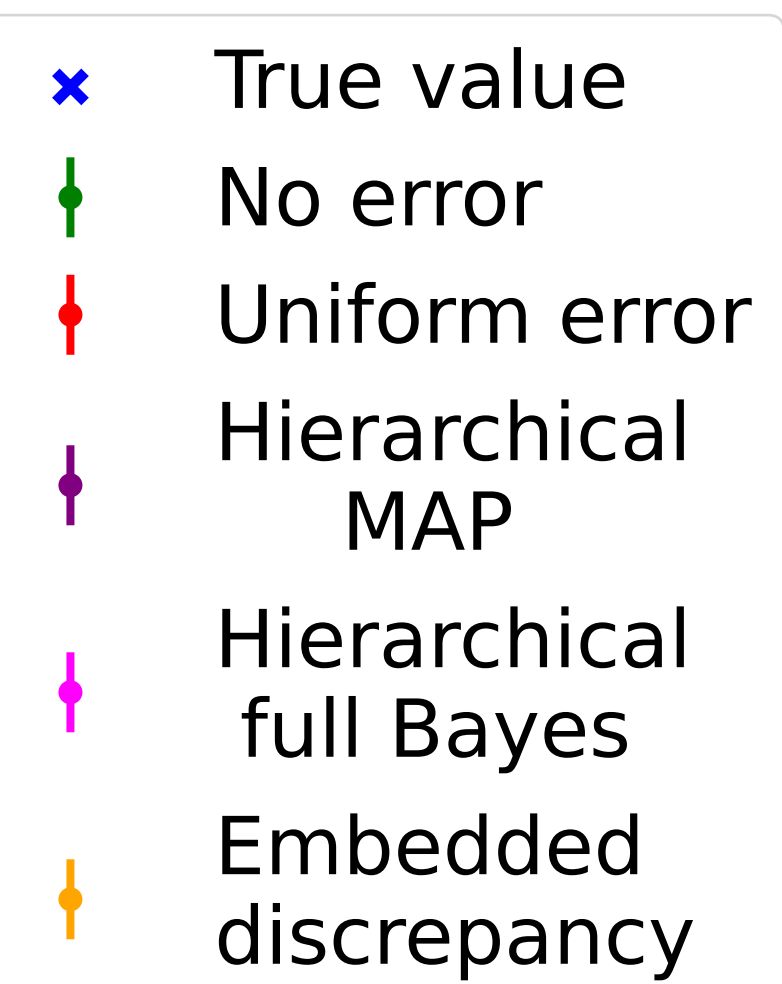 True value
No error
Uniform error
Hierarchical
MAP
Hierarchical
full Bayes
Embedded
discrepancy